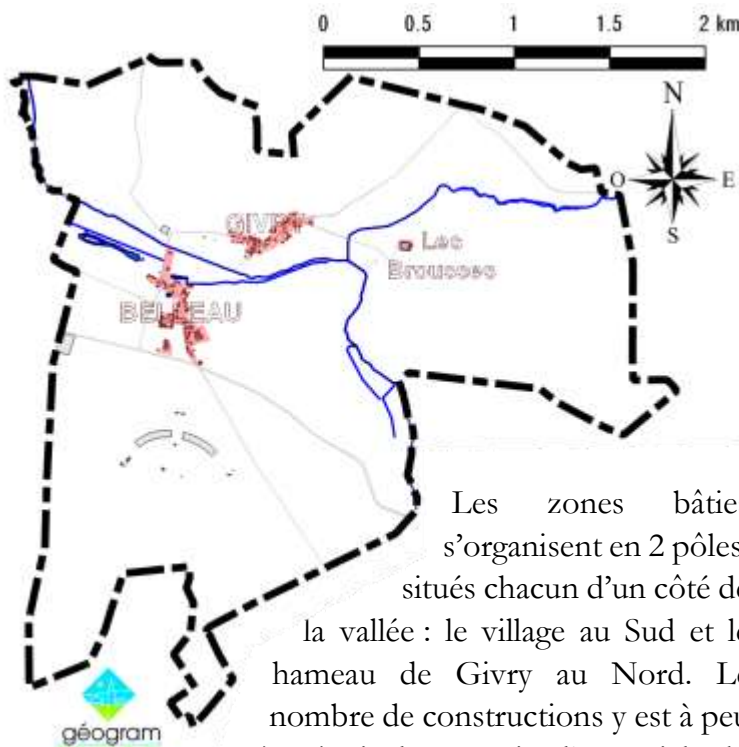 0 0.5 1 1.5 2 km
N
O E
S
GIVRY
Les
Brousses
BELLEAU
Les zones bâtie
s'organisent en 2 pôles
situés chacun d'un côté de
la vallée : le village au Sud et le
hameau de Givry au Nord. Le
nombre de constructions y est à peu
géogram